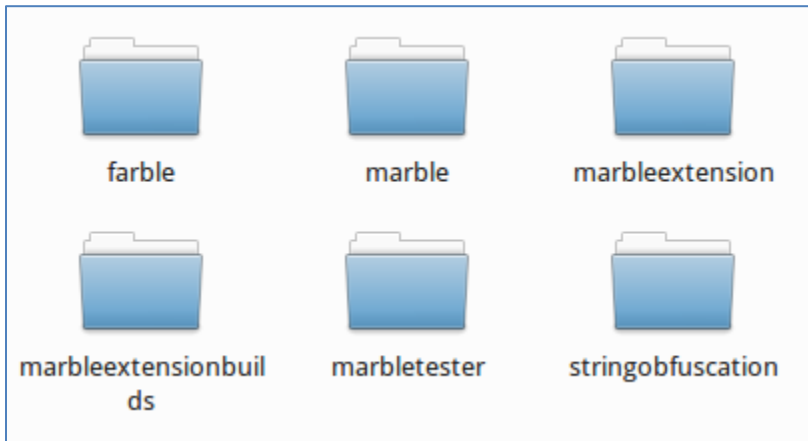 farble
marble
marbleextension
marbleextensionbuil
ds
marbletester
stringobfuscation